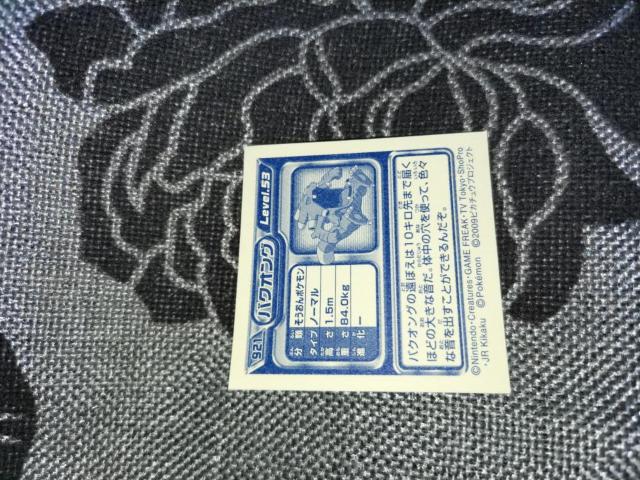 921 バクオング Level.53
分類 そうおんポケモン
タイプ ノーマル
高さ 1.5m
重さ 84.0kg
進化 ー
バクオングの遠ぼえは10キロ先まで届く
ほどの大きな音だ。体中の穴を使って、色々
な音を出すことができるんだぞ。
©Nintendo・Creatures・GAME FREAK・TV Tokyo・ShoPro
・JR Kikaku ©Pokémon ©2009ピカチュウプロジェクト